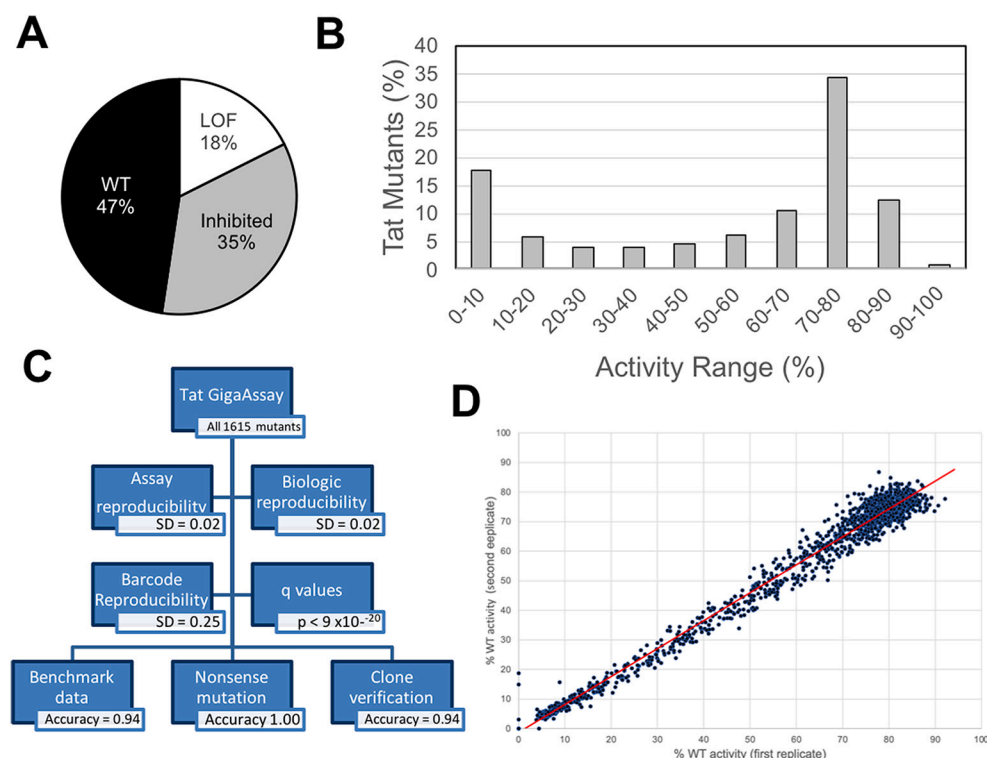 A
LOF
18%
WT
47%
Inhibited
35%
B
Tat Mutants (%)
40
35
30
25
20
15
10
5
0
0-10
10-20
20-30
30-40
40-50
50-60
60-70
70-80
80-90
90-100
Activity Range (%)
C
Tat GigaAssay
All 1615 mutants
Assay
reproducibility
SD = 0.02
Biologic
reproducibility
SD = 0.02
Barcode
Reproducibility
SD = 0.25
q values
p < 9 x10-⁻²⁰
Benchmark
data
Accuracy = 0.94
Nonsense
mutation
Accuracy 1.00
Clone
verification
Accuracy = 0.94
D
% WT activity (second eeplicate)
100
90
80
70
60
50
40
30
20
10
0
0
10
20
30
40
50
60
70
80
90
100
% WT activity (first replicate)